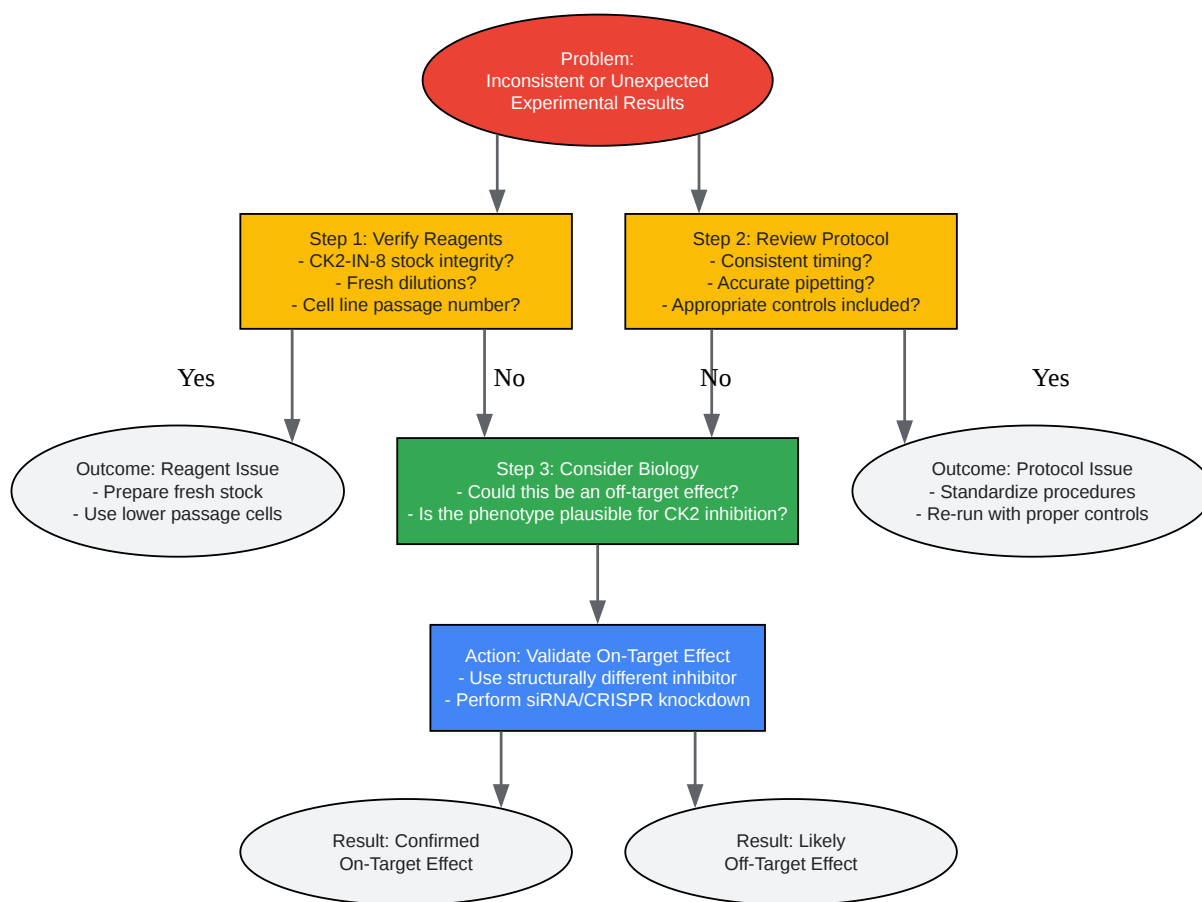 Problem:
Inconsistent or Unexpected
Experimental Results
Step 1: Verify Reagents
- CK2-IN-8 stock integrity?
- Fresh dilutions?
- Cell line passage number?
Step 2: Review Protocol
- Consistent timing?
- Accurate pipetting?
- Appropriate controls included?
Yes
No
No
Yes
Outcome: Reagent Issue
- Prepare fresh stock
- Use lower passage cells
Step 3: Consider Biology
- Could this be an off-target effect?
- Is the phenotype plausible for CK2 inhibition?
Outcome: Protocol Issue
- Standardize procedures
- Re-run with proper controls
Action: Validate On-Target Effect
- Use structurally different inhibitor
- Perform siRNA/CRISPR knockdown
Result: Confirmed
On-Target Effect
Result: Likely
Off-Target Effect